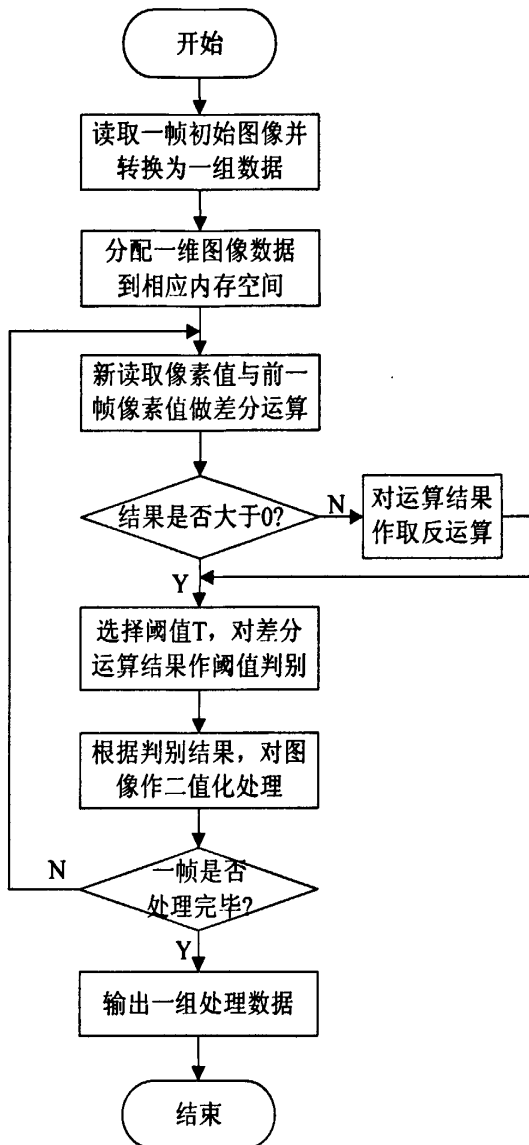 开始
读取一帧初始图像并
转换为一组数据
分配一维图像数据
到相应内存空间
新读取像素值与前一
帧像素值做差分运算
结果是否大于0?
N
对运算结果
作取反运算
Y
选择阈值T，对差分
运算结果作阈值判别
根据判别结果，对图
像作二值化处理
N
一帧是否
处理完毕?
Y
输出一组处理数据
结束